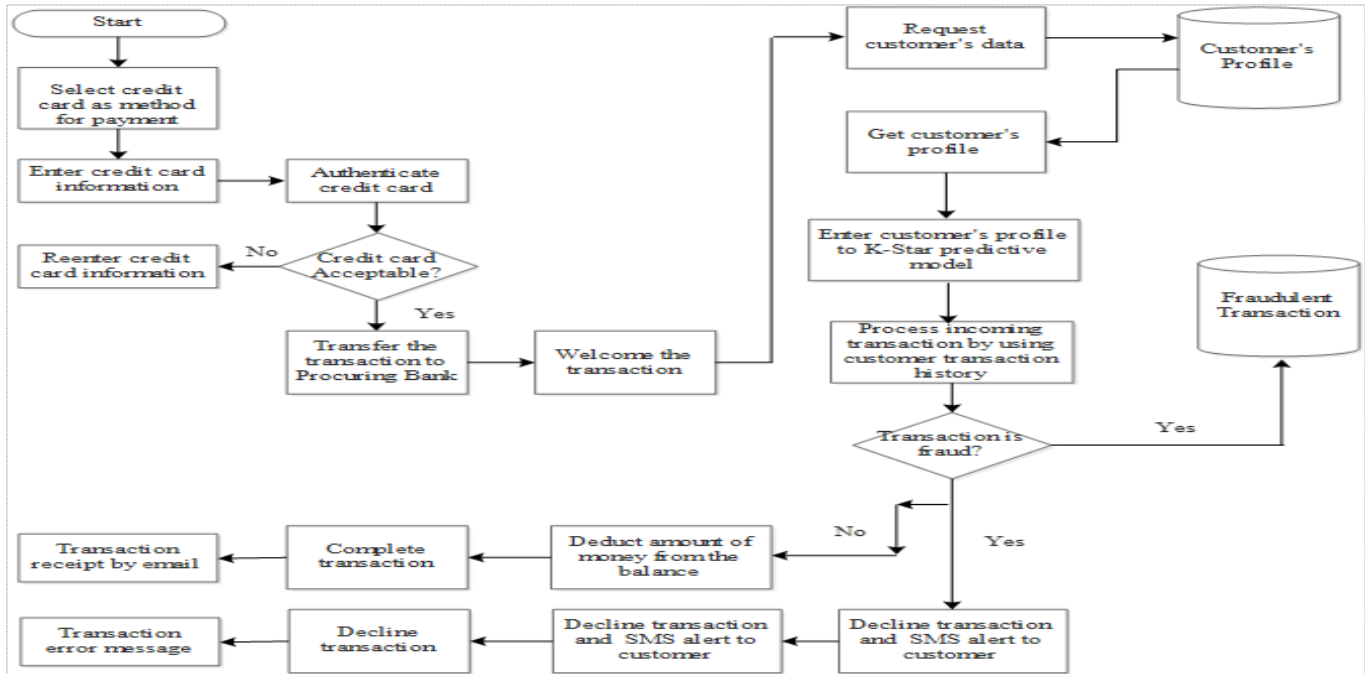 Start
Select credit
card as method
for payment
Enter credit card
information
Authenticate
credit card
Credit card
Acceptable?
No
Reenter credit
card information
Yes
Transfer the
transaction to
Procuring Bank
Welcome the
transaction
Request
customer's data
Customer's
Profile
Get customer's
profile
Enter customer's profile
to K-Star predictive
model
Process incoming
transaction by using
customer transaction
history
Transaction is
fraud?
Yes
Fraudulent
Transaction
No
Yes
Deduct amount of
money from the
balance
Complete
transaction
Transaction
receipt by email
Decline transaction
and SMS alert to
customer
Decline transaction
and SMS alert to
customer
Decline
transaction
Transaction
error message